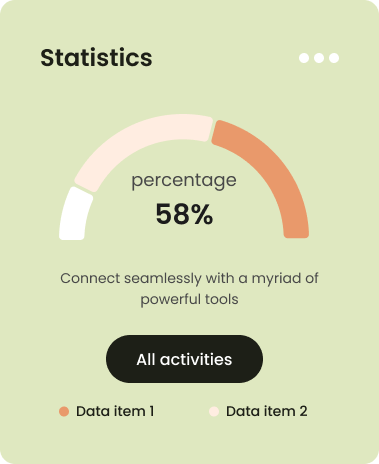 Statistics
percentage
58%
Connect seamlessly with a myriad of
powerful tools
All activities
Data item 1
Data item 2